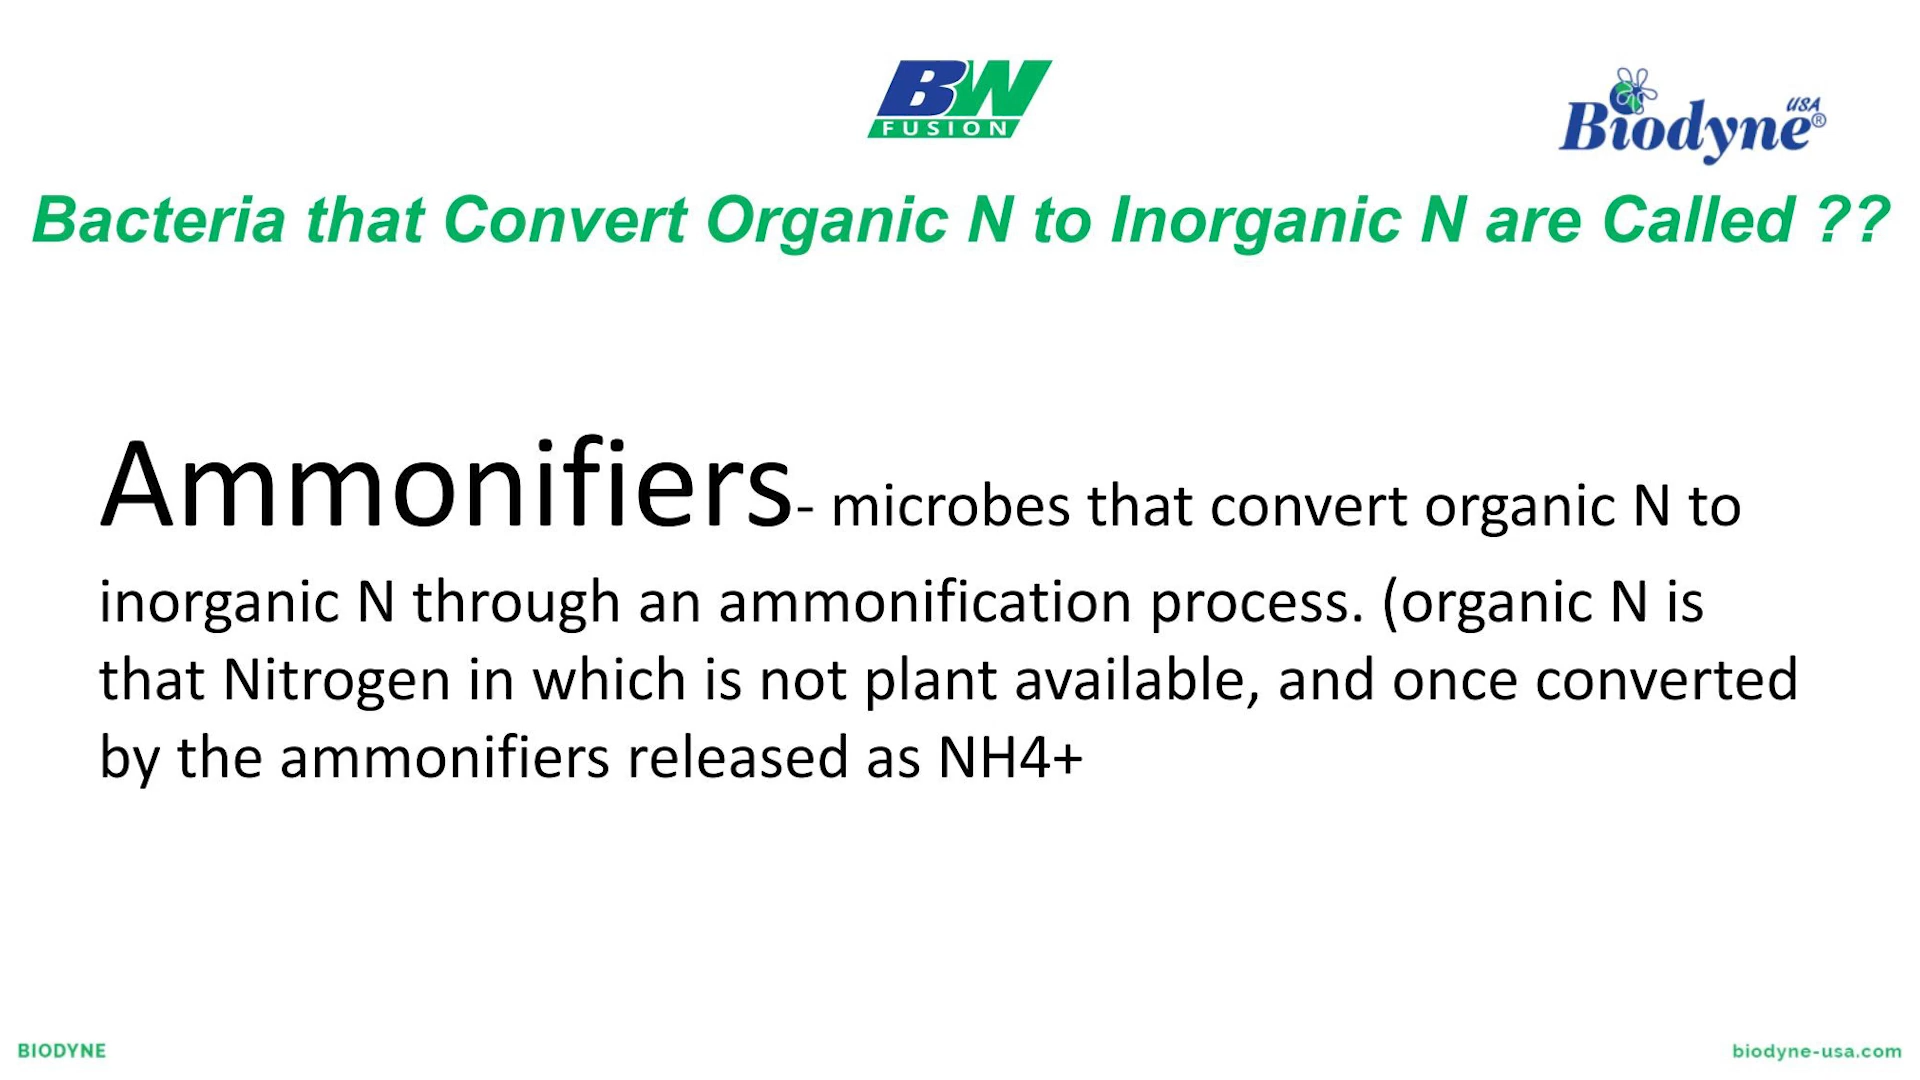 BW
FUSION
Biodyne USA®
Bacteria that Convert Organic N to Inorganic N are Called ??
Ammonifiers- microbes that convert organic N to
inorganic N through an ammonification process. (organic N is
that Nitrogen in which is not plant available, and once converted
by the ammonifiers released as NH4+
BIODYNE
biodyne-usa.com